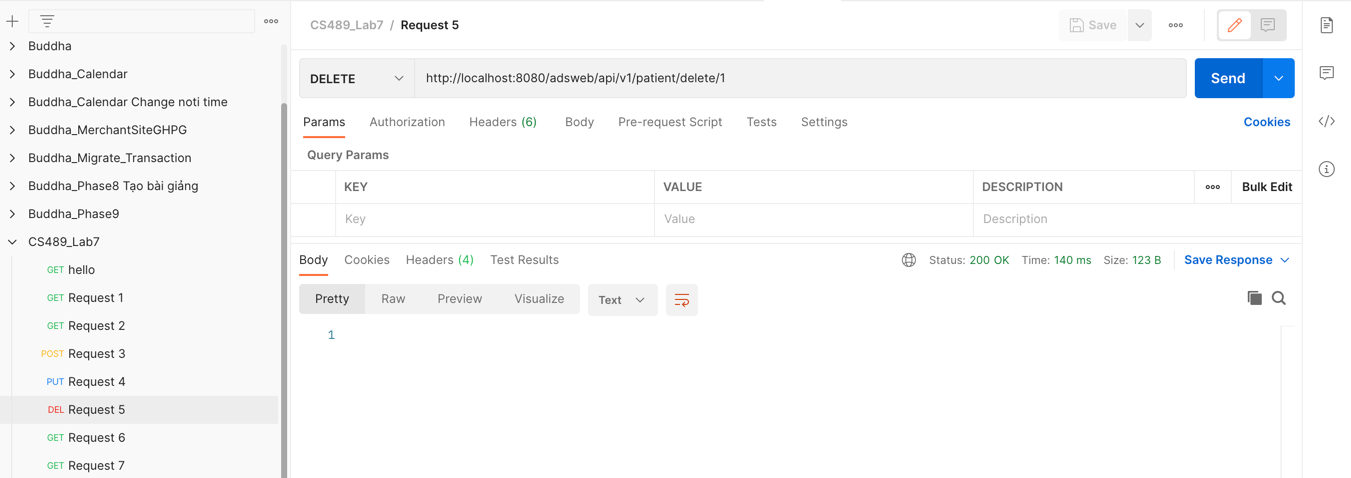 Buddha
Buddha_Calendar
Buddha_Calendar Change noti time
Buddha_MerchantSiteGHPG
Buddha_Migrate_Transaction
Buddha_Phase8 Tạo bài giảng
Buddha_Phase9
CS489_Lab7
GET hello
GET Request 1
GET Request 2
POST Request 3
PUT Request 4
DEL Request 5
GET Request 6
GET Request 7
CS489_Lab7 / Request 5
Save
DELETE http://localhost:8080/adsweb/api/v1/patient/delete/1 Send
Params Authorization Headers (6) Body Pre-request Script Tests Settings Cookies
Query Params
KEY VALUE DESCRIPTION Bulk Edit
Key Value Description
Body Cookies Headers (4) Test Results Status: 200 OK Time: 140 ms Size: 123 B Save Response
Pretty Raw Preview Visualize Text
1